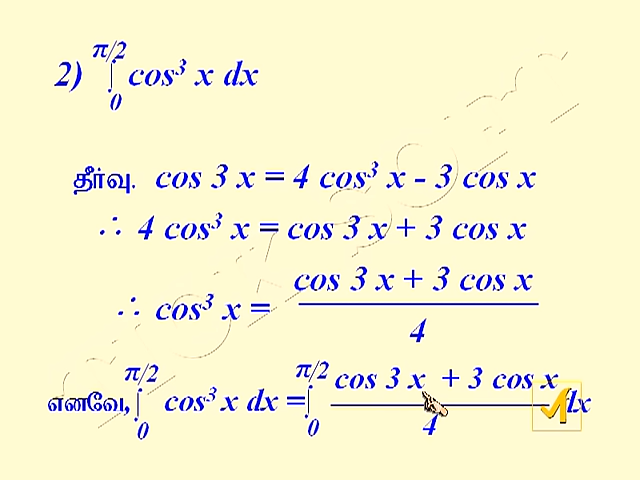 2) ∫₀^π/2 cos³ x dx
தீர்வு. cos 3 x = 4 cos³ x - 3 cos x
∴ 4 cos³ x = cos 3 x + 3 cos x
∴ cos³ x = (cos 3 x + 3 cos x) / 4
எனவே, ∫₀^π/2 cos³ x dx = ∫₀^π/2 (cos 3 x + 3 cos x) / 4 dx